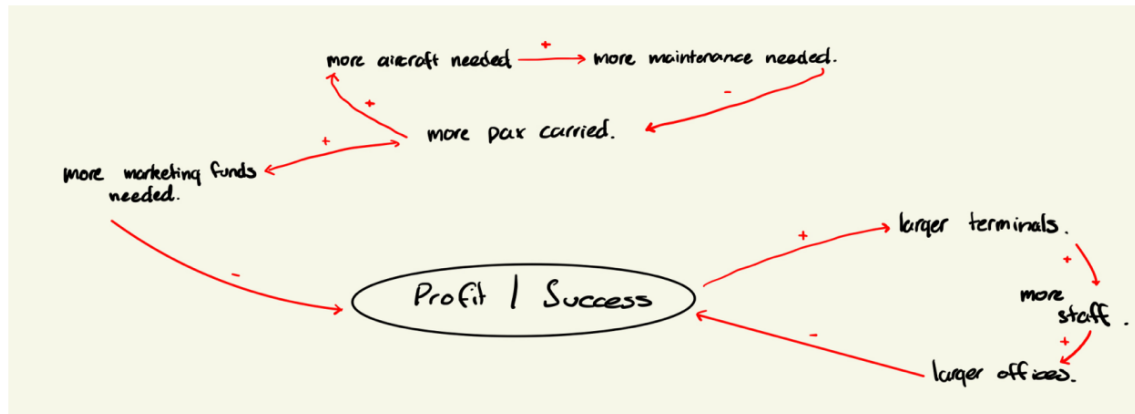 more aircraft needed + more maintenance needed.
+ -
more pax carried.
+
more marketing funds
needed.
-
Profit / Success
+
larger terminals.
+
more
staff.
+
larger offices.
-